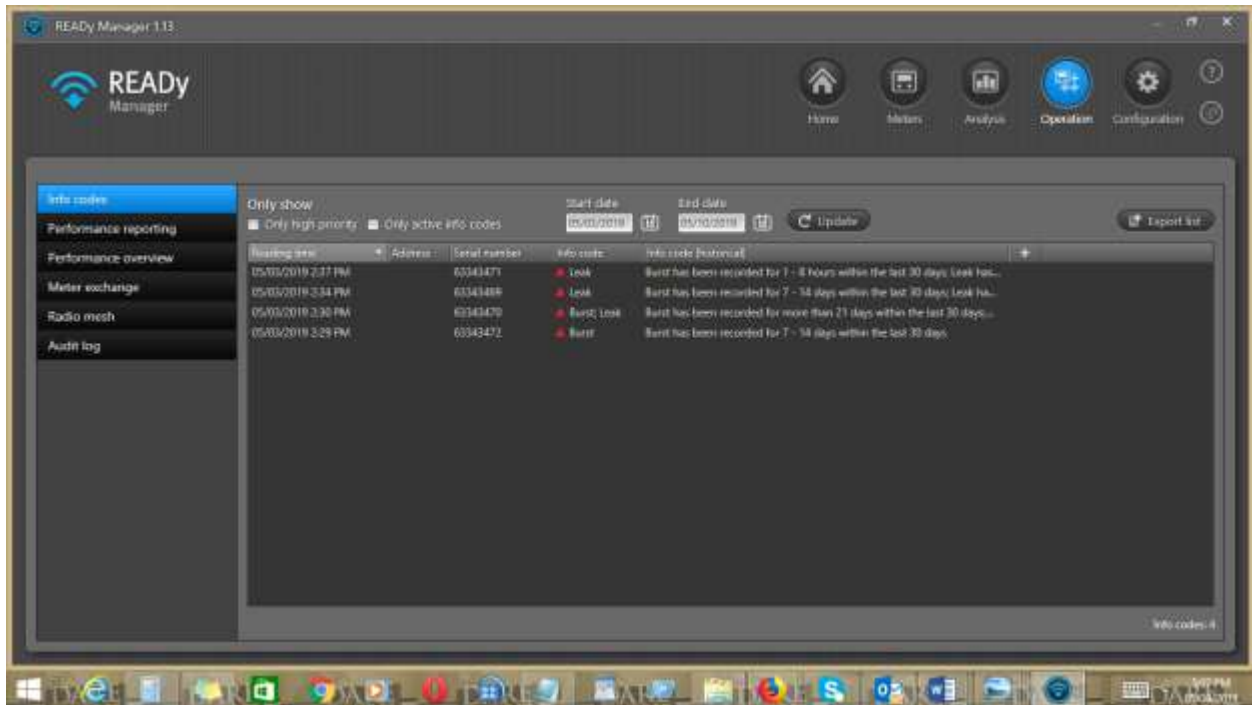 READy Manager 1.13
READy
Manager
Home
Meters
Analysis
Operation
Configuration
Info codes
Performance reporting
Performance overview
Meter exchange
Radio mesh
Audit log
Only show
Only high priority
Only active info codes
Start date
End date
05/03/2019
05/10/2019
Update
Export list
Reading time Address Serial number Info code Info code (historical) +
05/03/2019 2:37 PM 63343471 Leak Burst has been recorded for 1 - 8 hours within the last 30 days; Leak has...
05/03/2019 2:34 PM 63343489 Leak Burst has been recorded for 7 - 14 days within the last 30 days; Leak ha...
05/03/2019 2:30 PM 63343470 Burst; Leak Burst has been recorded for more than 21 days within the last 30 days;...
05/03/2019 2:29 PM 63343472 Burst Burst has been recorded for 7 - 14 days within the last 30 days
Info codes: 4